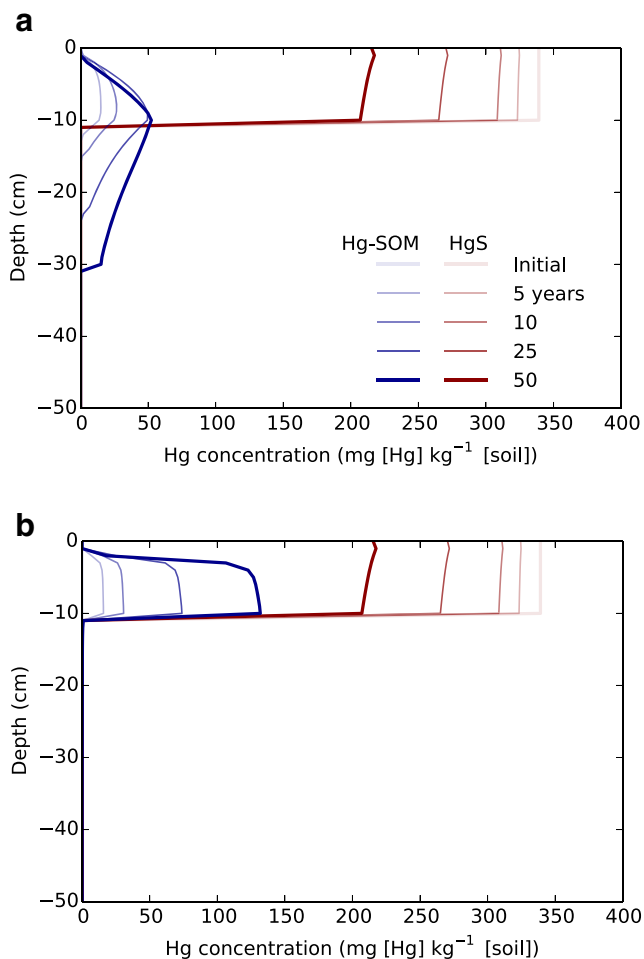 a
0
−10
−20
−30
−40
−50
Depth (cm)
Hg-SOM HgS
Initial
5 years
10
25
50
0 50 100 150 200 250 300 350 400
Hg concentration (mg [Hg] kg⁻¹ [soil])
b
0
−10
−20
−30
−40
−50
Depth (cm)
0 50 100 150 200 250 300 350 400
Hg concentration (mg [Hg] kg⁻¹ [soil])